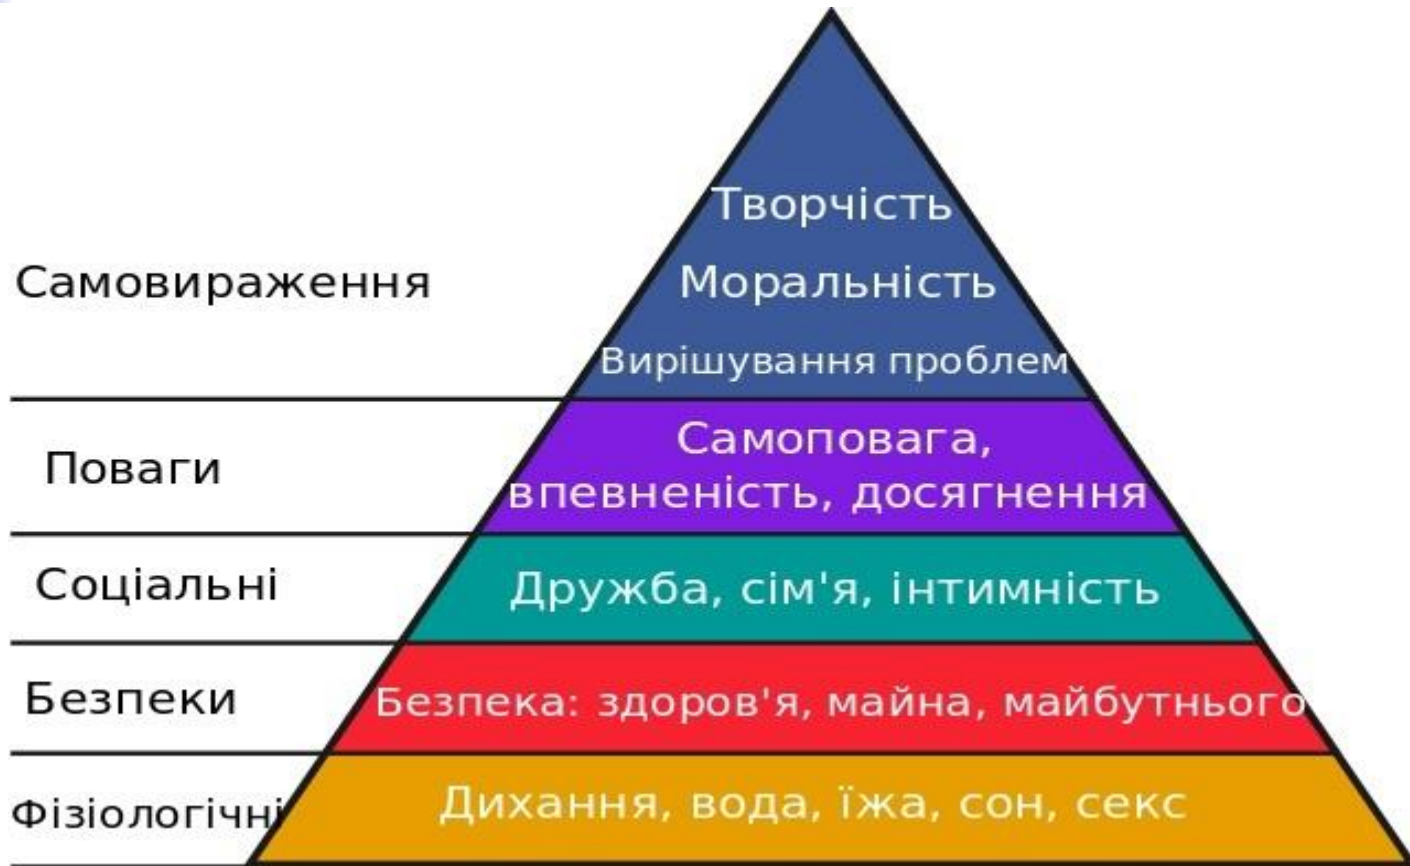 Творчість
Самовираження
Моральність
Вирішування проблем
Поваги
Самоповага,
впевненість, досягнення
Соціальні
Дружба, сім'я, інтимність
Безпеки
Безпека: здоров'я, майна, майбутнього
Фізіологічні
Дихання, вода, їжа, сон, секс